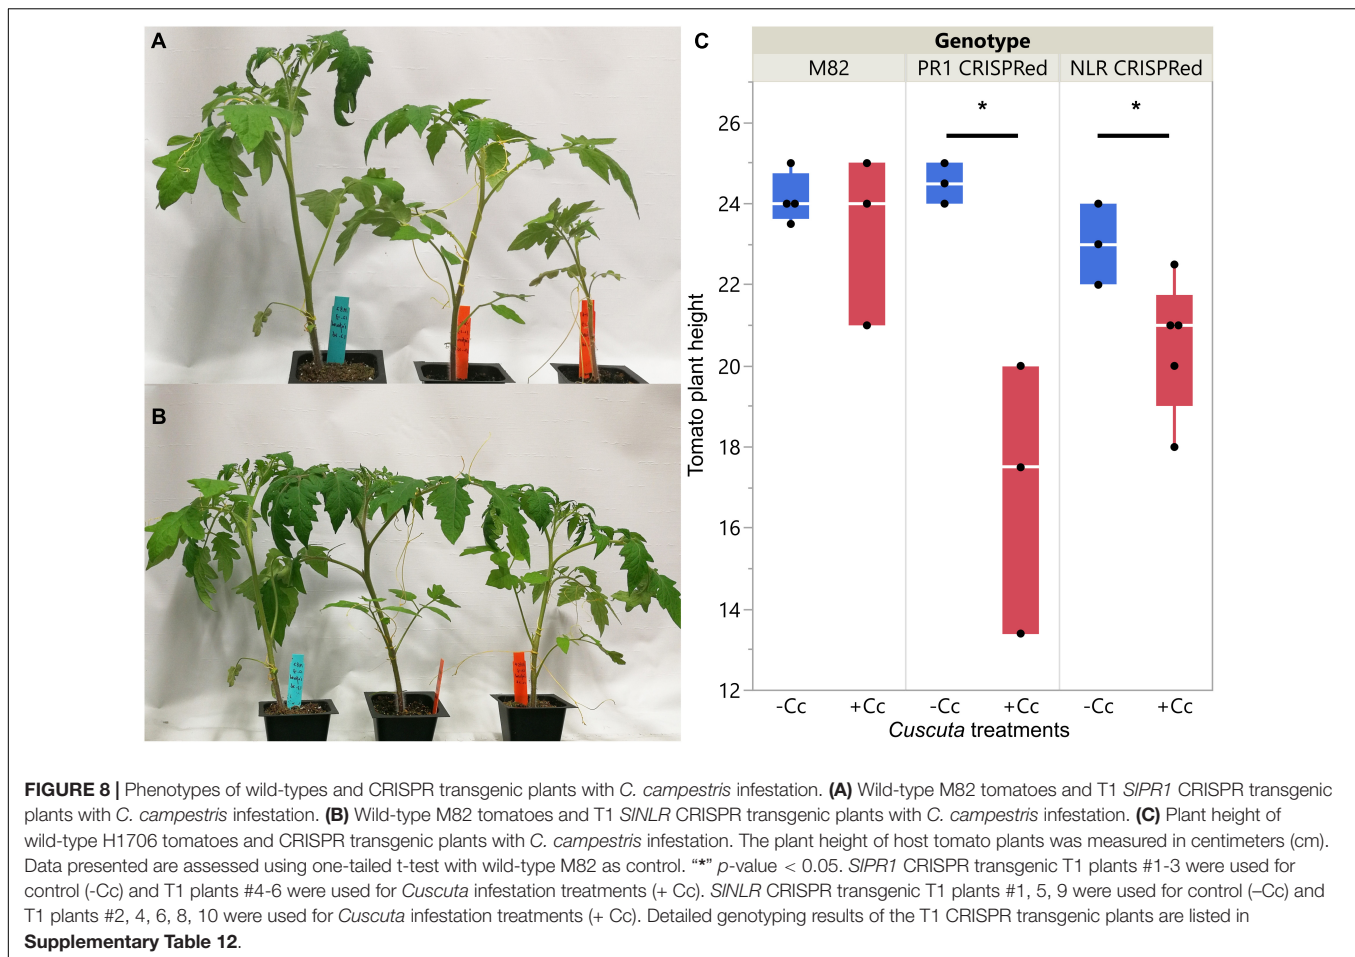 A
B
C
Genotype
M82
PR1 CRISPRed
NLR CRISPRed
*
*
26
24
22
20
18
16
14
12
Tomato plant height
-Cc
+Cc
-Cc
+Cc
-Cc
+Cc
Cuscuta treatments
FIGURE 8 | Phenotypes of wild-types and CRISPR transgenic plants with C. campestris infestation. (A) Wild-type M82 tomatoes and T1 SlPR1 CRISPR transgenic
plants with C. campestris infestation. (B) Wild-type M82 tomatoes and T1 SlNLR CRISPR transgenic plants with C. campestris infestation. (C) Plant height of
wild-type H1706 tomatoes and CRISPR transgenic plants with C. campestris infestation. The plant height of host tomato plants was measured in centimeters (cm).
Data presented are assessed using one-tailed t-test with wild-type M82 as control. “*” p-value < 0.05. SlPR1 CRISPR transgenic T1 plants #1-3 were used for
control (-Cc) and T1 plants #4-6 were used for Cuscuta infestation treatments (+ Cc). SlNLR CRISPR transgenic T1 plants #1, 5, 9 were used for control (–Cc) and
T1 plants #2, 4, 6, 8, 10 were used for Cuscuta infestation treatments (+ Cc). Detailed genotyping results of the T1 CRISPR transgenic plants are listed in
Supplementary Table 12.